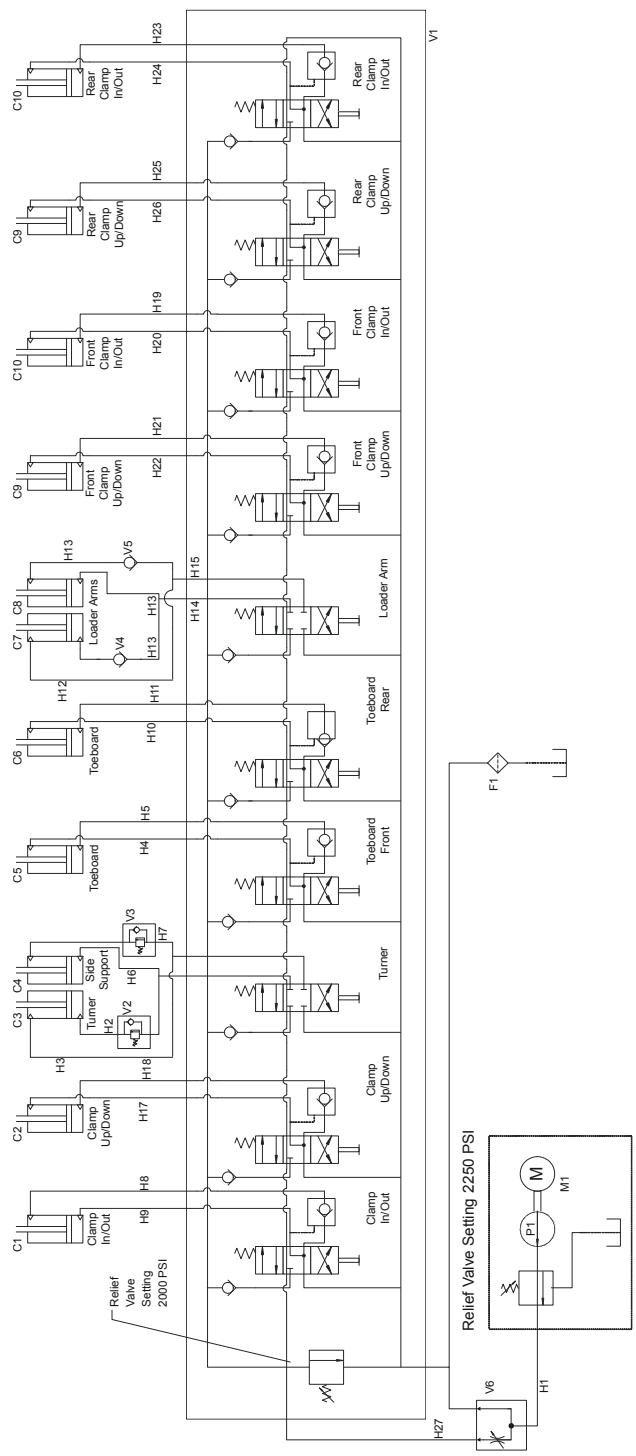 C10
Rear
Clamp
In/Out
H23
H24
Rear
Clamp
In/Out
V1
C9
Rear
Clamp
Up/Down
H25
H26
Rear
Clamp
Up/Down
C10
Front
Clamp
In/Out
H19
H20
Front Clamp
In/Out
C9
Front
Clamp
Up/Down
H21
H22
Front Clamp
Up/Down
C8
C7
Loader Arms
H13
V5
H13
V4
H13
H12
H15
H14
Loader Arm
C6
Toeboard
H11
H10
Toeboard
Rear
C5
Toeboard
H5
H4
Toeboard
Front
C4
C3
Side
Support
Turner
V3
H7
H6
H2
V2
H3
H18
Turner
C2
Clamp
Up/Down
H17
Clamp
Up/Down
C1
Clamp
In/Out
H8
H9
Clamp
In/Out
Relief
Valve
Setting
2000 PSI
F1
Relief Valve Setting 2250 PSI
M
M1
P1
V6
H1
H27